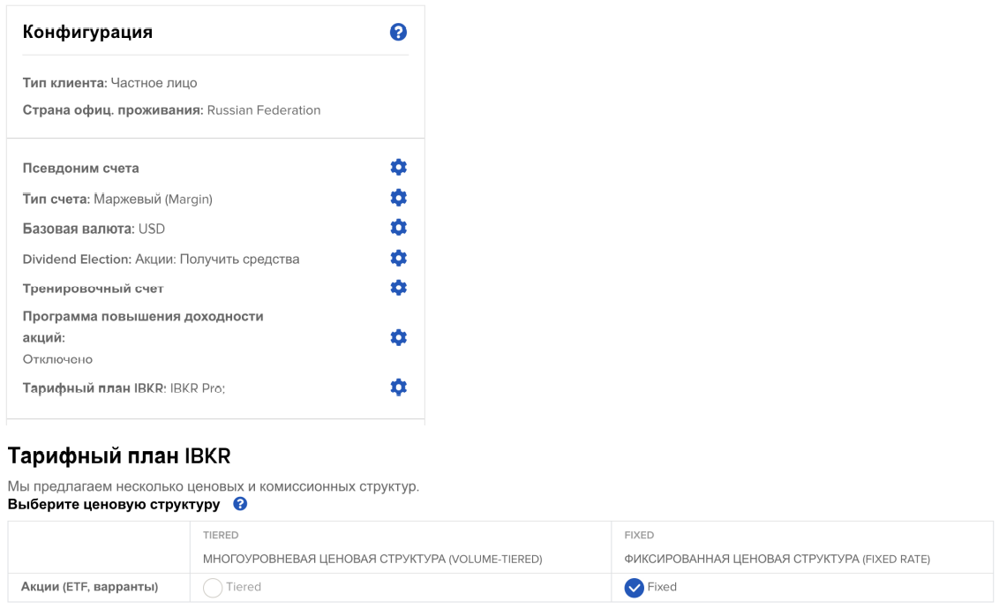 Конфигурация
Тип клиента: Частное лицо
Страна офиц. проживания: Russian Federation
Псевдоним счета
Тип счета: Маржевый (Margin)
Базовая валюта: USD
Dividend Election: Акции: Получить средства
Тренировочный счет
Программа повышения доходности
акций:
Отключено
Тарифный план IBKR: IBKR Pro;
Тарифный план IBKR
Мы предлагаем несколько ценовых и комиссионных структур.
Выберите ценовую структуру
TIERED
МНОГОУРОВНЕВАЯ ЦЕНОВАЯ СТРУКТУРА (VOLUME-TIERED)
FIXED
ФИКСИРОВАННАЯ ЦЕНОВАЯ СТРУКТУРА (FIXED RATE)
Акции (ETF, варранты)
Tiered
Fixed